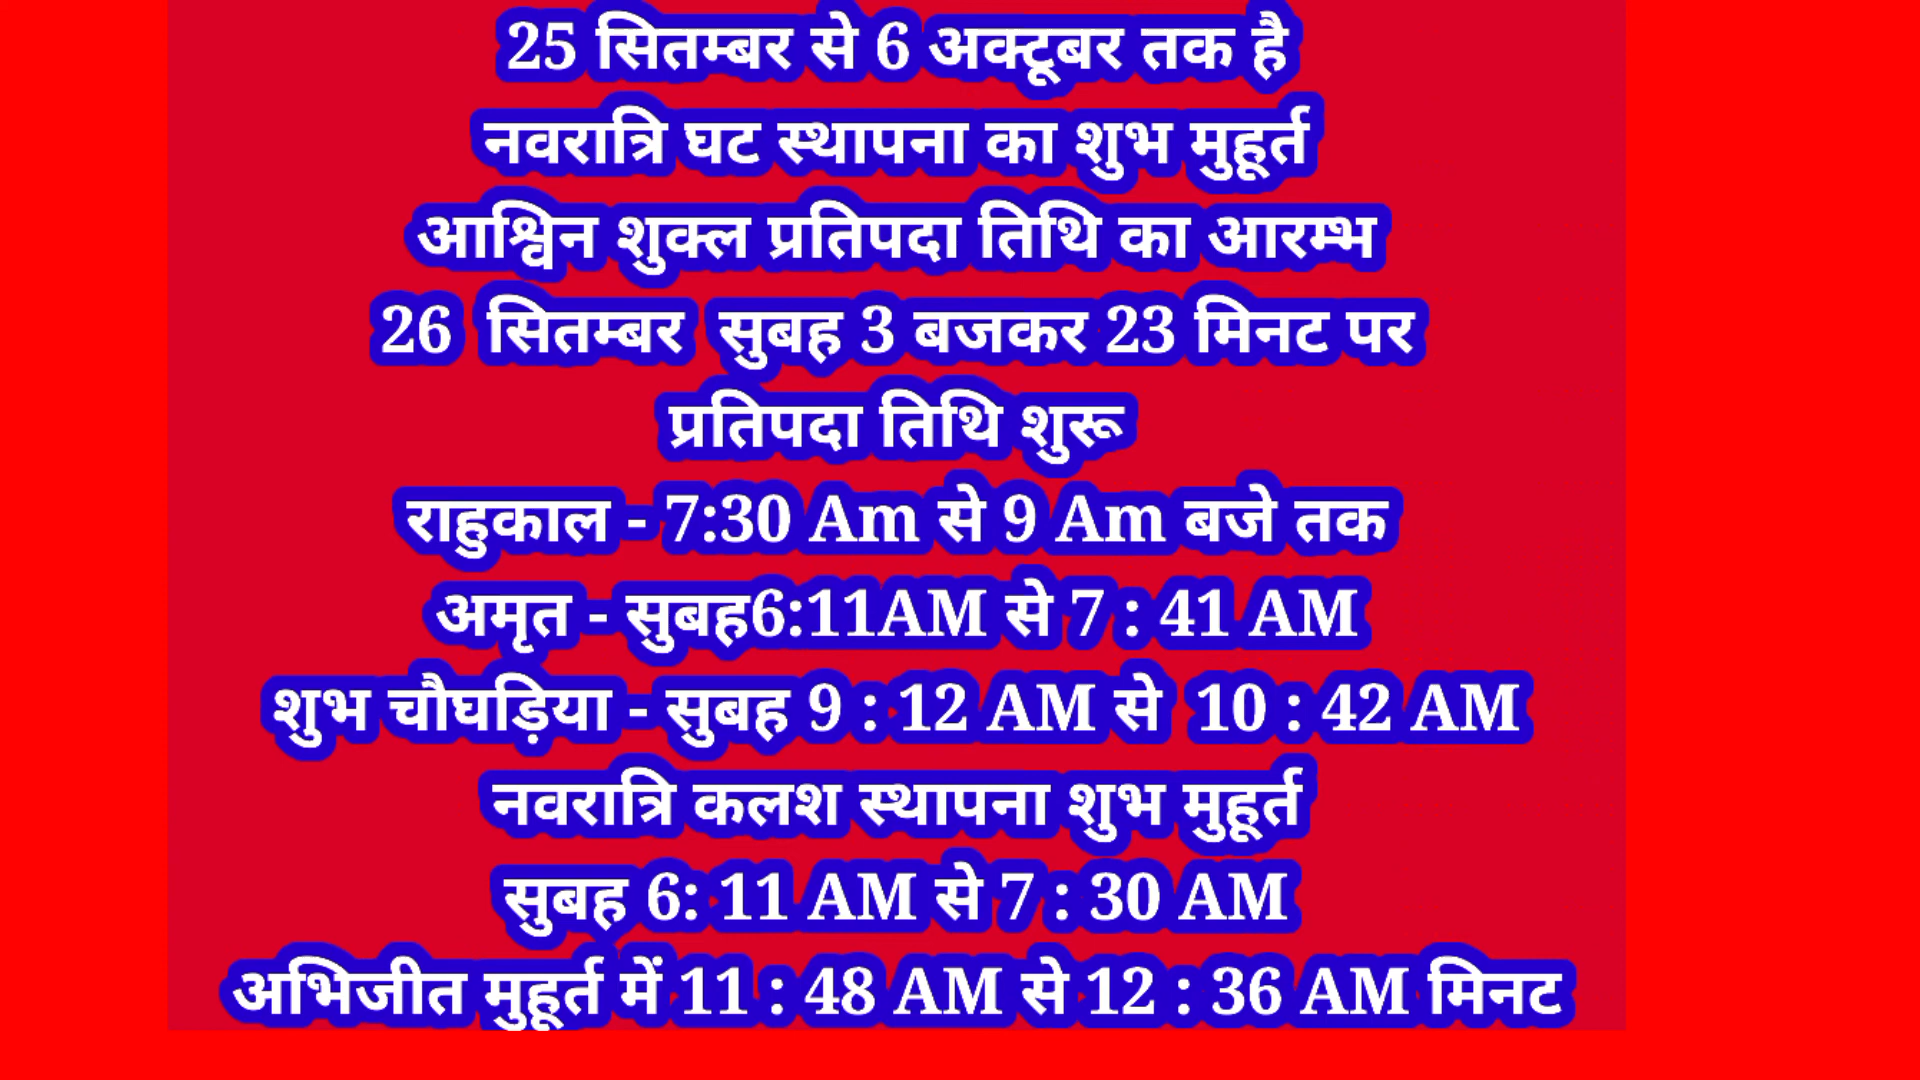 25 सितम्बर से 6 अक्टूबर तक है
नवरात्रि घट स्थापना का शुभ मुहूर्त
आश्विन शुक्ल प्रतिपदा तिथि का आरम्भ
26 सितम्बर सुबह 3 बजकर 23 मिनट पर
प्रतिपदा तिथि शुरू
राहुकाल - 7:30 Am से 9 Am बजे तक
अमृत - सुबह6:11AM से 7 : 41 AM
शुभ चौघड़िया - सुबह 9 : 12 AM से 10 : 42 AM
नवरात्रि कलश स्थापना शुभ मुहूर्त
सुबह 6: 11 AM से 7 : 30 AM
अभिजीत मुहूर्त में 11 : 48 AM से 12 : 36 AM मिनट